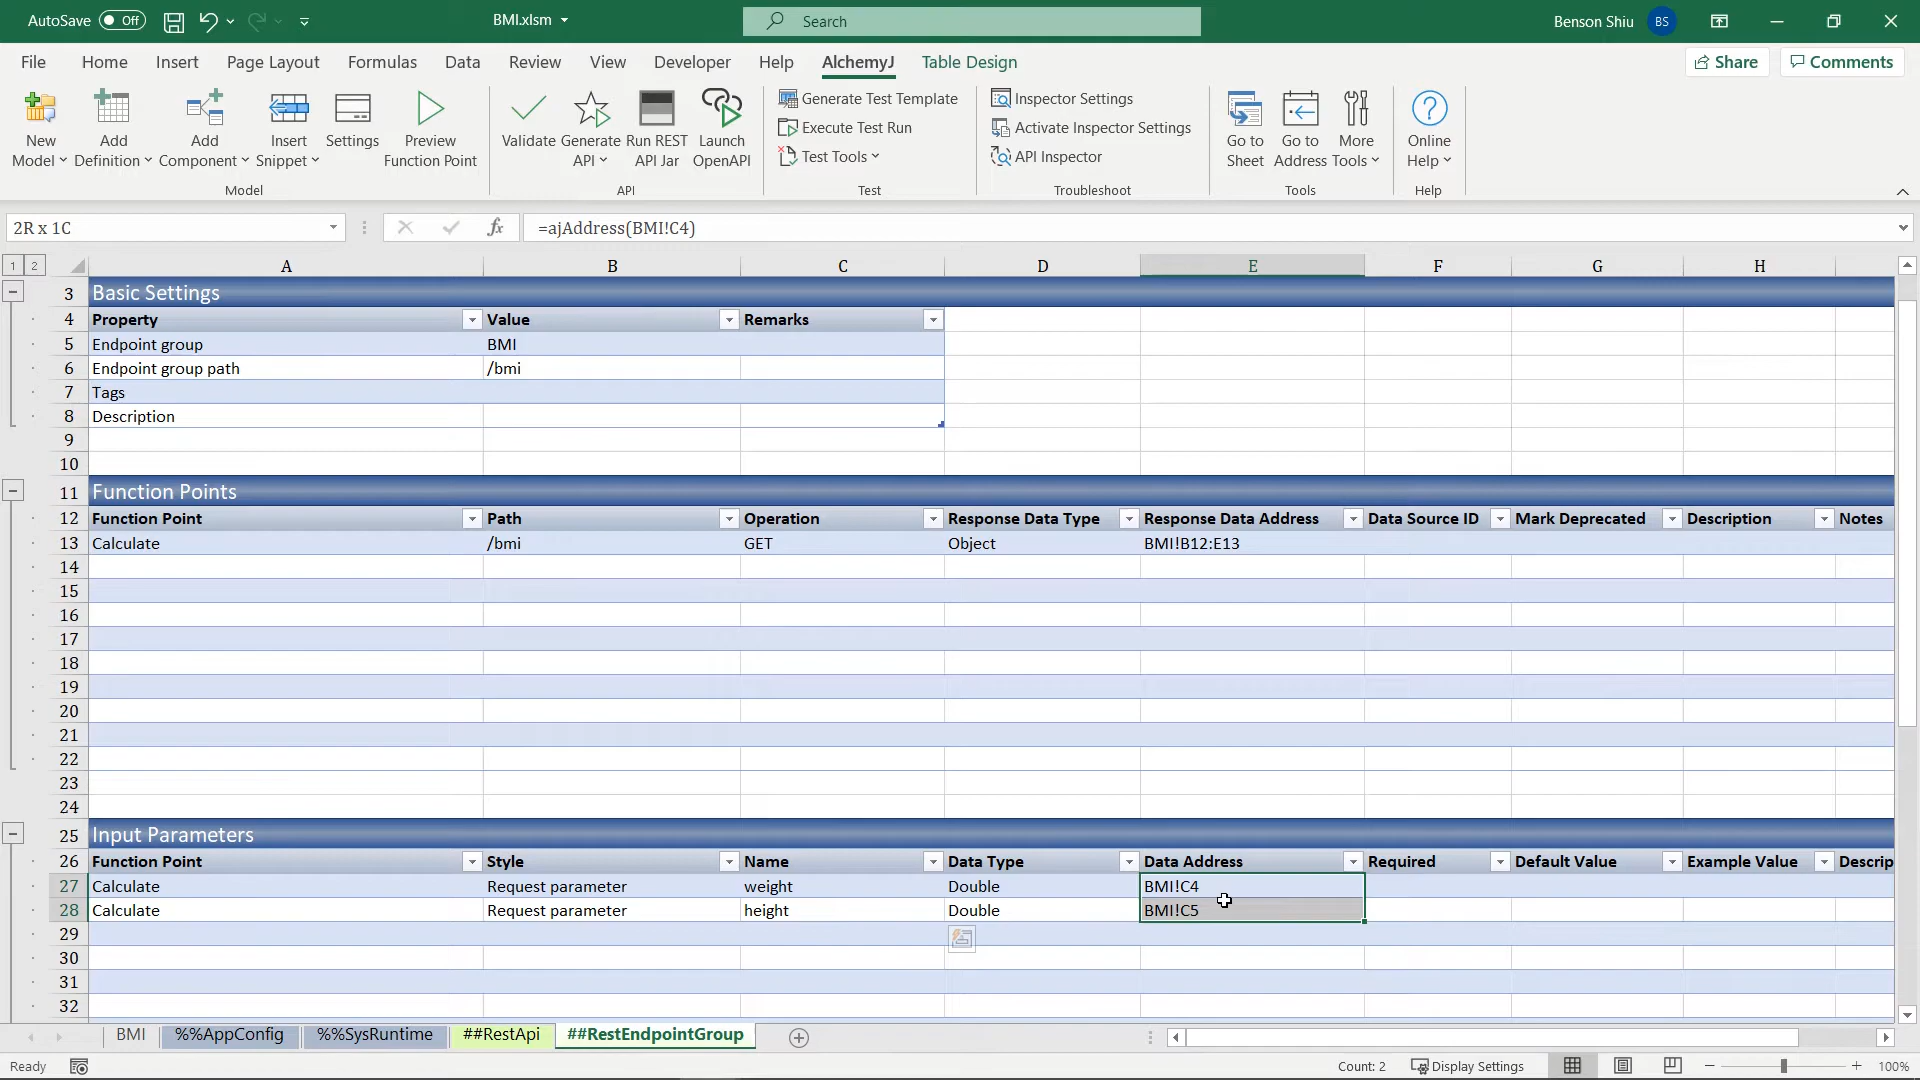 AutoSave Off BMI.xlsm Search Benson Shiu BS
File Home Insert Page Layout Formulas Data Review View Developer Help AlchemyJ Table Design Share Comments
New Model
Add Definition
Add Component
Insert Snippet
Settings
Preview Function Point
Model
Validate
Generate API
Run REST API Jar
Launch OpenAPI
API
Generate Test Template
Execute Test Run
Test Tools
Test
Inspector Settings
Activate Inspector Settings
API Inspector
Troubleshoot
Go to Sheet
Go to Address
More Tools
Tools
Online Help
Help
2R x 1C fx =ajAddress(BMI!C4)
1 2 A B C D E F G H
3 Basic Settings
4 Property Value Remarks
5 Endpoint group BMI
6 Endpoint group path /bmi
7 Tags
8 Description
9
10
11 Function Points
12 Function Point Path Operation Response Data Type Response Data Address Data Source ID Mark Deprecated Description Notes
13 Calculate /bmi GET Object BMI!B12:E13
14
15
16
17
18
19
20
21
22
23
24
25 Input Parameters
26 Function Point Style Name Data Type Data Address Required Default Value Example Value Descrip
27 Calculate Request parameter weight Double BMI!C4
28 Calculate Request parameter height Double BMI!C5
29
30
31
32
BMI %%AppConfig %%SysRuntime ##RestApi ##RestEndpointGroup
Ready Count: 2 Display Settings 100%